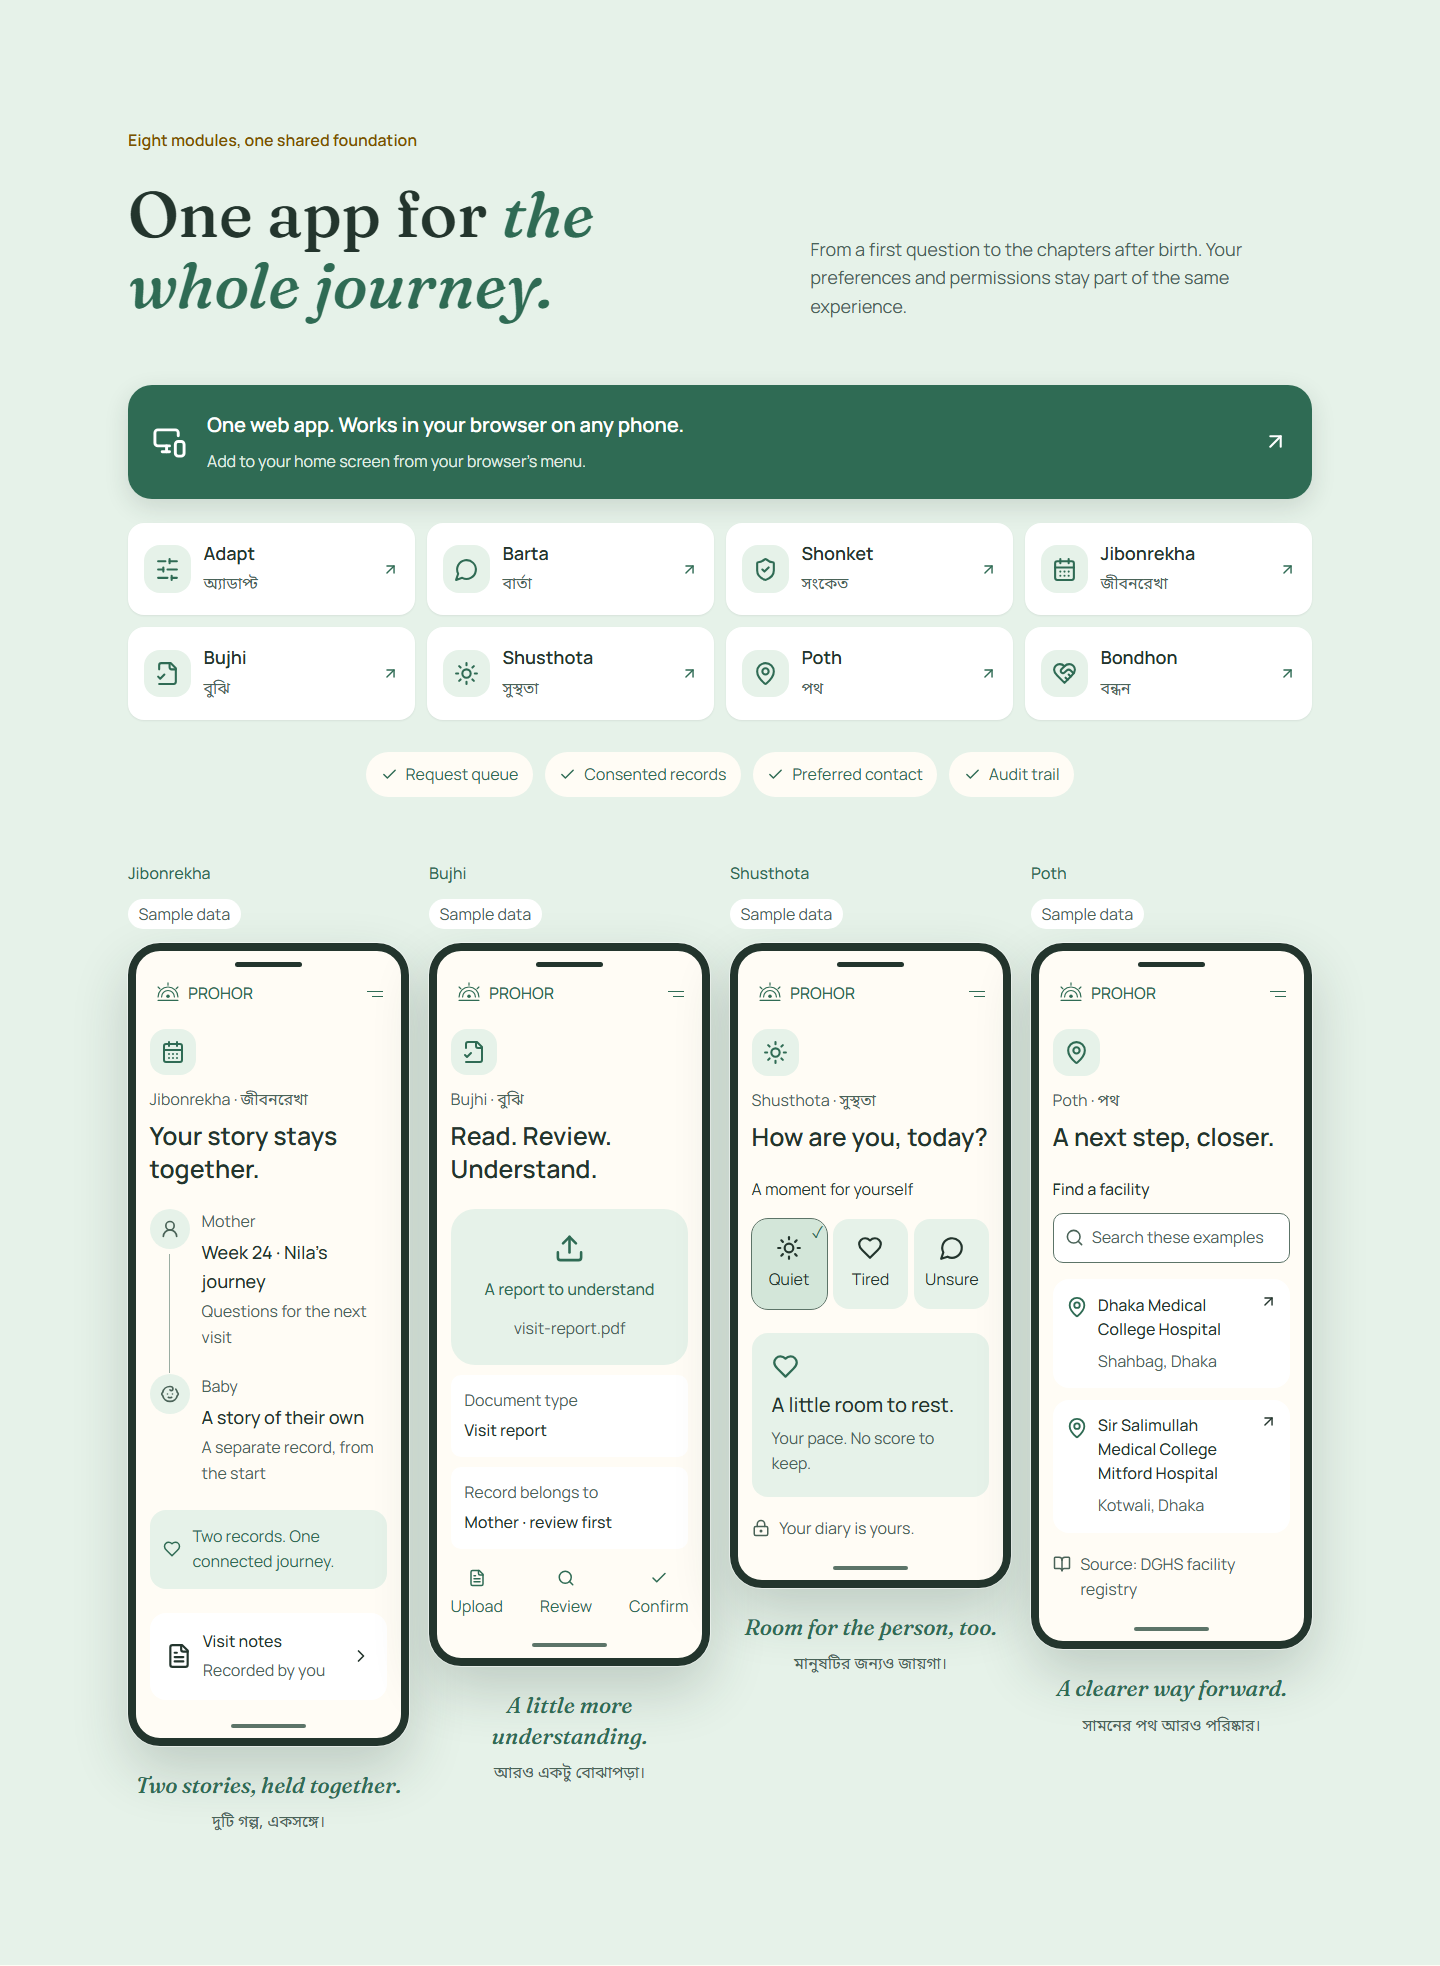 Eight modules, one shared foundation
One app for the
whole journey.
From a first question to the chapters after birth. Your
preferences and permissions stay part of the same
experience.
One web app. Works in your browser on any phone.
Add to your home screen from your browser's menu.
Adapt
অ্যাডাপ্ট
Barta
বার্তা
Shonket
সংকেত
Jibonrekha
জীবনরেখা
Bujhi
বুঝি
Shusthota
সুস্থতা
Poth
পথ
Bondhon
বন্ধন
Request queue
Consented records
Preferred contact
Audit trail
Jibonrekha
Sample data
PROHOR
Jibonrekha · জীবনরেখা
Your story stays
together.
Mother
Week 24 · Nila's
journey
Questions for the next
visit
Baby
A story of their own
A separate record, from
the start
Two records. One
connected journey.
Visit notes
Recorded by you
Two stories, held together.
দুটি গল্প, একসঙ্গে।
Bujhi
Sample data
PROHOR
Bujhi · বুঝি
Read. Review.
Understand.
A report to understand
visit-report.pdf
Document type
Visit report
Record belongs to
Mother · review first
Upload
Review
Confirm
A little more
understanding.
আরও একটু বোঝাপড়া।
Shusthota
Sample data
PROHOR
Shusthota · সুস্থতা
How are you, today?
A moment for yourself
Quiet
Tired
Unsure
A little room to rest.
Your pace. No score to
keep.
Your diary is yours.
Room for the person, too.
মানুষটির জন্যও জায়গা।
Poth
Sample data
PROHOR
Poth · পথ
A next step, closer.
Find a facility
Search these examples
Dhaka Medical
College Hospital
Shahbag, Dhaka
Sir Salimullah
Medical College
Mitford Hospital
Kotwali, Dhaka
Source: DGHS facility
registry
A clearer way forward.
সামনের পথ আরও পরিষ্কার।